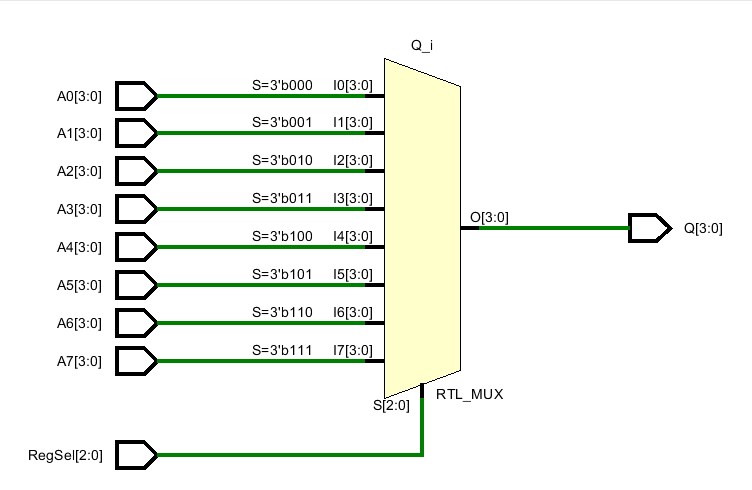 Q_i
A0[3:0] S=3'b000 I0[3:0]
A1[3:0] S=3'b001 I1[3:0]
A2[3:0] S=3'b010 I2[3:0]
A3[3:0] S=3'b011 I3[3:0]
O[3:0] Q[3:0]
A4[3:0] S=3'b100 I4[3:0]
A5[3:0] S=3'b101 I5[3:0]
A6[3:0] S=3'b110 I6[3:0]
A7[3:0] S=3'b111 I7[3:0]
RTL_MUX
S[2:0]
RegSel[2:0]